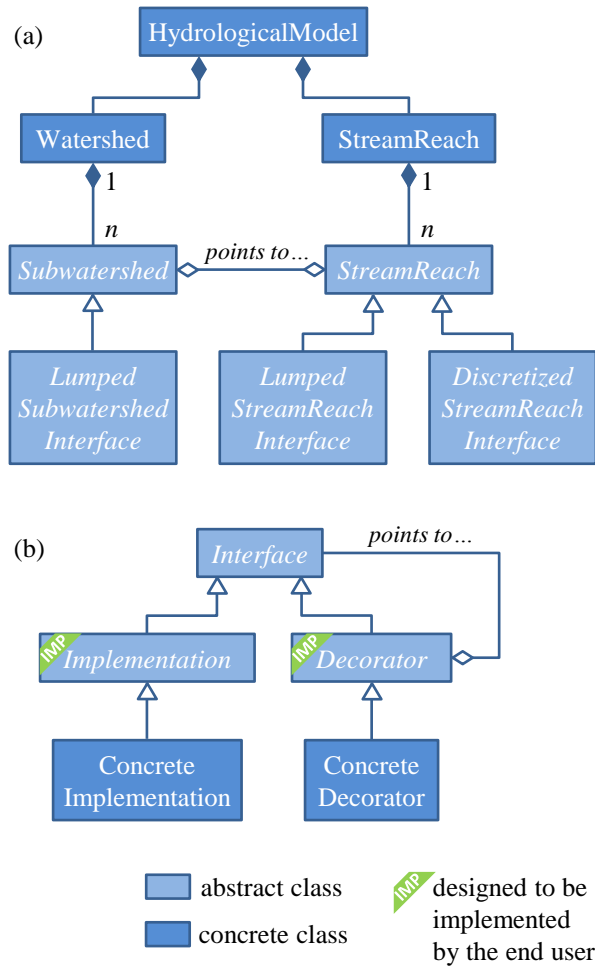 (a)
HydrologicalModel
Watershed
StreamReach
1
1
n
n
Subwatershed
points to...
StreamReach
Lumped
Subwatershed
Interface
Lumped
StreamReach
Interface
Discretized
StreamReach
Interface
(b)
Interface
points to...
IMP
Implementation
IMP
Decorator
Concrete
Implementation
Concrete
Decorator
abstract class
concrete class
IMP
designed to be
implemented
by the end user